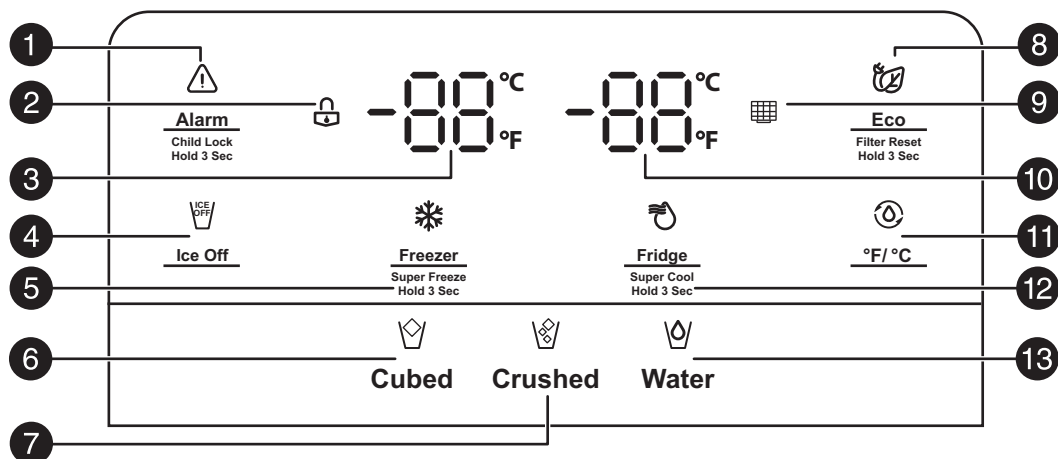 1
8
2
9
Alarm
Child Lock
Hold 3 Sec
-88 °C
°F
-88 °C
°F
Eco
Filter Reset
Hold 3 Sec
3
10
ICE
OFF
4
11
Ice Off
Freezer
Fridge
°F/ °C
5
Super Freeze
Hold 3 Sec
Super Cool
Hold 3 Sec
12
6
13
Cubed
Crushed
Water
7